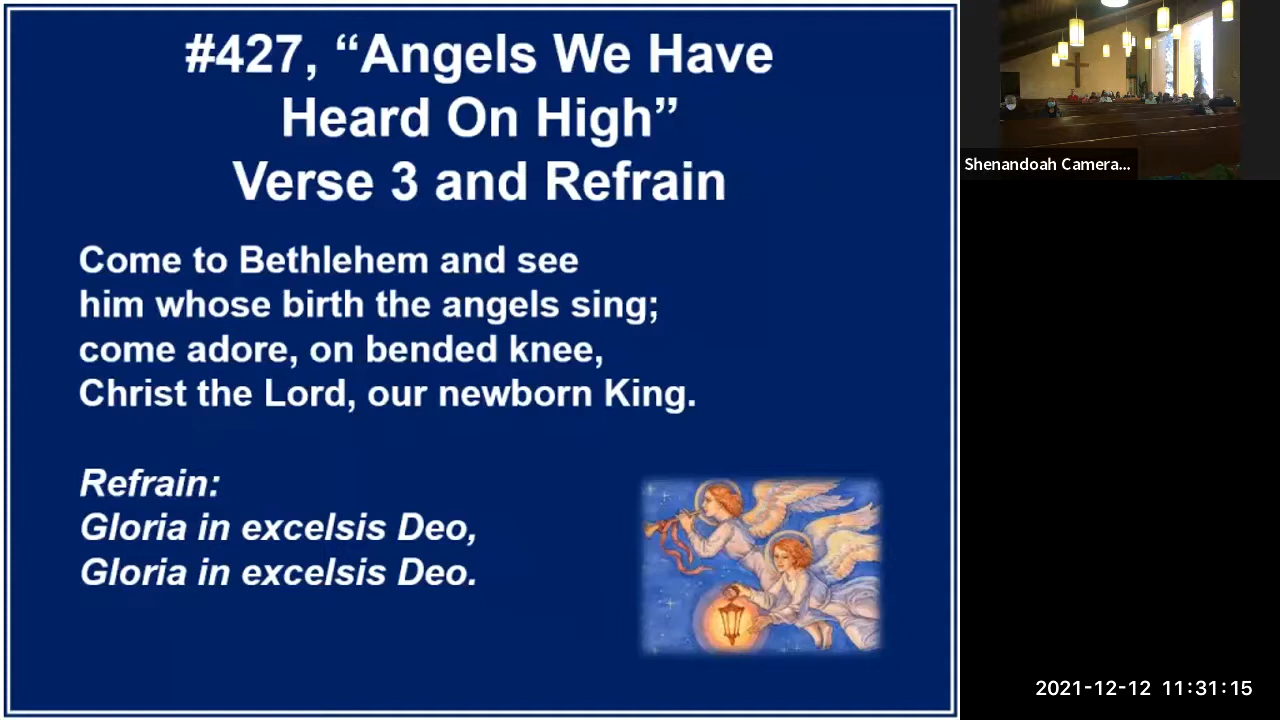 #427, “Angels We Have
Heard On High”
Verse 3 and Refrain
Come to Bethlehem and see
him whose birth the angels sing;
come adore, on bended knee,
Christ the Lord, our newborn King.
Refrain:
Gloria in excelsis Deo,
Gloria in excelsis Deo.
Shenandoah Camera...
2021-12-12 11:31:15